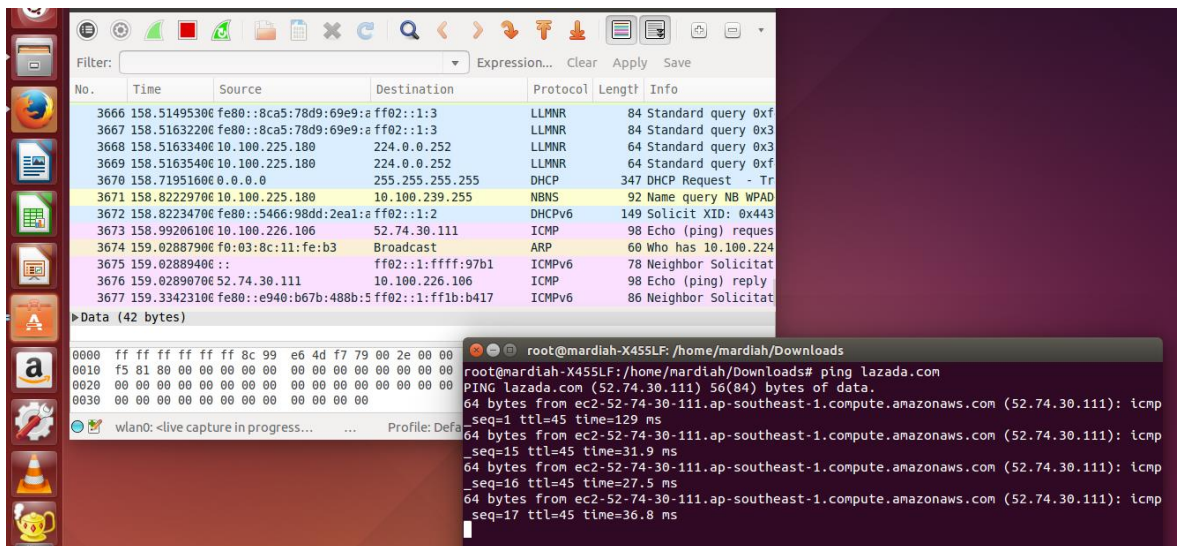 Filter:
Expression... Clear Apply Save
No. Time Source Destination Protocol Length Info
3666 158.51495300 fe80::8ca5:78d9:69e9:a ff02::1:3 LLMNR 84 Standard query 0xf
3667 158.51632200 fe80::8ca5:78d9:69e9:a ff02::1:3 LLMNR 84 Standard query 0x3
3668 158.51633400 10.100.225.180 224.0.0.252 LLMNR 64 Standard query 0x3
3669 158.51635400 10.100.225.180 224.0.0.252 LLMNR 64 Standard query 0xf
3670 158.71951600 0.0.0.0 255.255.255.255 DHCP 347 DHCP Request - Tr
3671 158.82229700 10.100.225.180 10.100.239.255 NBNS 92 Name query NB WPAD
3672 158.82234700 fe80::5466:98dd:2ea1:a ff02::1:2 DHCPv6 149 Solicit XID: 0x443
3673 158.99206100 10.100.226.106 52.74.30.111 ICMP 98 Echo (ping) reques
3674 159.02887900 f0:03:8c:11:fe:b3 Broadcast ARP 60 Who has 10.100.224
3675 159.02889400 :: ff02::1:ffff:97b1 ICMPv6 78 Neighbor Solicitat
3676 159.02890700 52.74.30.111 10.100.226.106 ICMP 98 Echo (ping) reply
3677 159.33423100 fe80::e940:b67b:488b:5 ff02::1:ff1b:b417 ICMPv6 86 Neighbor Solicitat
Data (42 bytes)
0000 ff ff ff ff ff ff 8c 99 e6 4d f7 79 00 2e 00 00
0010 f5 81 80 00 00 00 00 00 00 00 00 00 00 00 00 00
0020 00 00 00 00 00 00 00 00 00 00 00 00 00 00 00 00
0030 00 00 00 00 00 00 00 00 00 00 00 00
wlan0: <live capture in progress... ... Profile: Defa
root@mardiah-X455LF: /home/mardiah/Downloads
root@mardiah-X455LF:/home/mardiah/Downloads# ping lazada.com
PING lazada.com (52.74.30.111) 56(84) bytes of data.
64 bytes from ec2-52-74-30-111.ap-southeast-1.compute.amazonaws.com (52.74.30.111): icmp
_seq=1 ttl=45 time=129 ms
64 bytes from ec2-52-74-30-111.ap-southeast-1.compute.amazonaws.com (52.74.30.111): icmp
_seq=15 ttl=45 time=31.9 ms
64 bytes from ec2-52-74-30-111.ap-southeast-1.compute.amazonaws.com (52.74.30.111): icmp
_seq=16 ttl=45 time=27.5 ms
64 bytes from ec2-52-74-30-111.ap-southeast-1.compute.amazonaws.com (52.74.30.111): icmp
_seq=17 ttl=45 time=36.8 ms